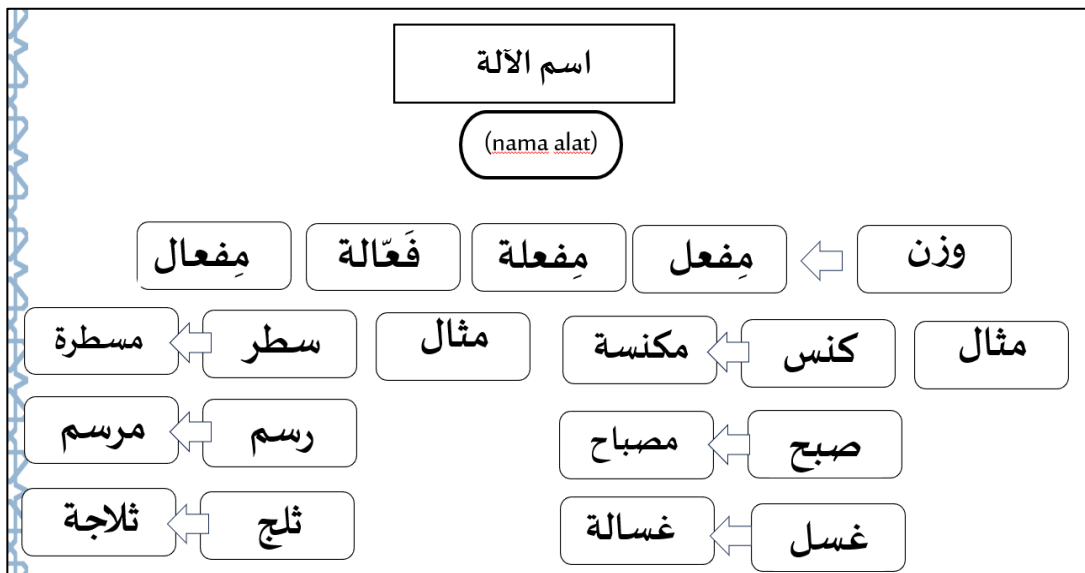 اسم الآلة
(nama alat)
وزن مِفعل مِفعلة فَعّالة مِفعال
مثال كنس مكنسة مثال سطر مسطرة
صبح مصباح رسم مرسم
غسل غسالة ثلج ثلاجة